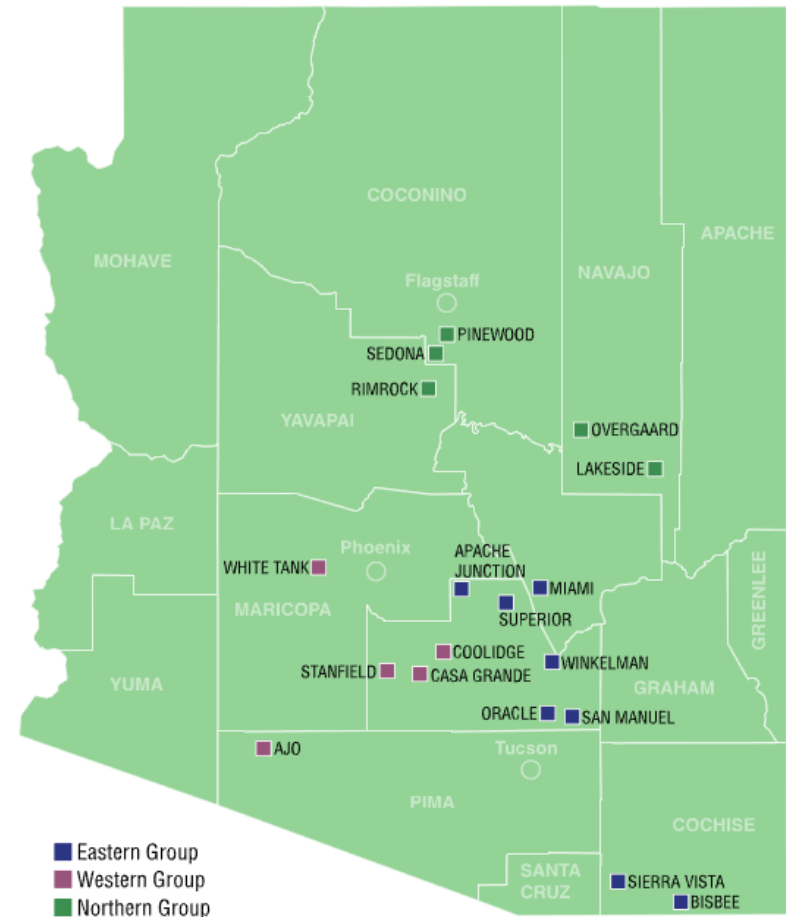 COCONINO
APACHE
MOHAVE
NAVAJO
Flagstaff
PINEWOOD
SEDONA
RIMROCK
YAVAPAI
OVERGAARD
LAKESIDE
LA PAZ
Phoenix
APACHE
JUNCTION
WHITE TANK
MIAMI
GREENLEE
MARICOPA
SUPERIOR
COOLIDGE
WINKELMAN
STANFIELD
CASA GRANDE
YUMA
GRAHAM
ORACLE
SAN MANUEL
AJO
Tucson
PIMA
COCHISE
Eastern Group
Western Group
Northern Group
SANTA
CRUZ
SIERRA VISTA
BISBEE